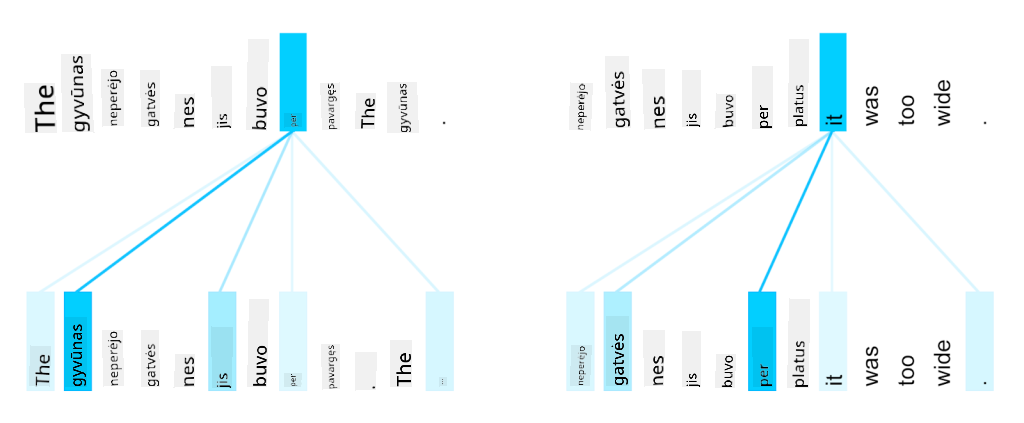 The gyvūnas neperėjo gatvės nes jis buvo per pavargęs The gyvūnas .
neperėjo gatvės nes jis buvo per platus it was too wide .
The gyvūnas neperėjo gatvės nes jis buvo per pavargęs . The ...
neperėjo gatvės nes jis buvo per platus it was too wide .